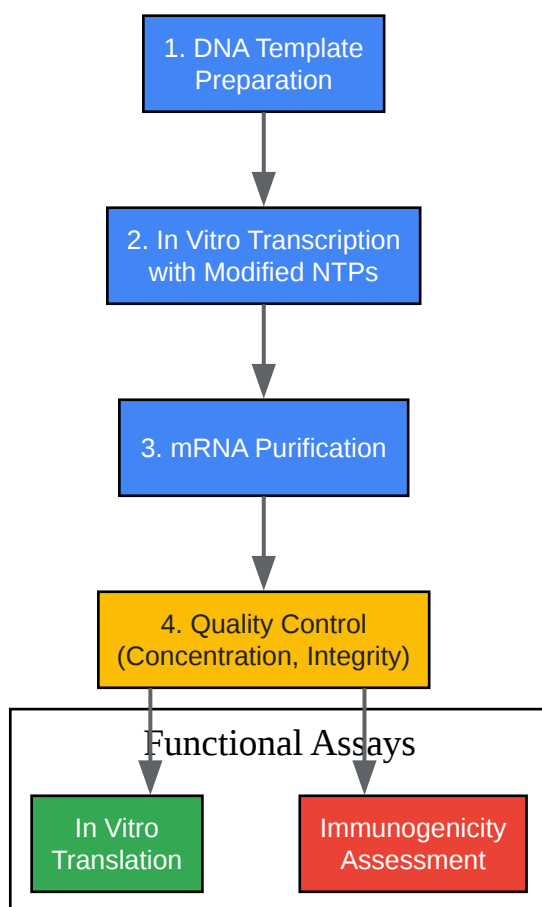 1. DNA Template
Preparation
2. In Vitro Transcription
with Modified NTPs
3. mRNA Purification
4. Quality Control
(Concentration, Integrity)
Functional Assays
In Vitro
Translation
Immunogenicity
Assessment